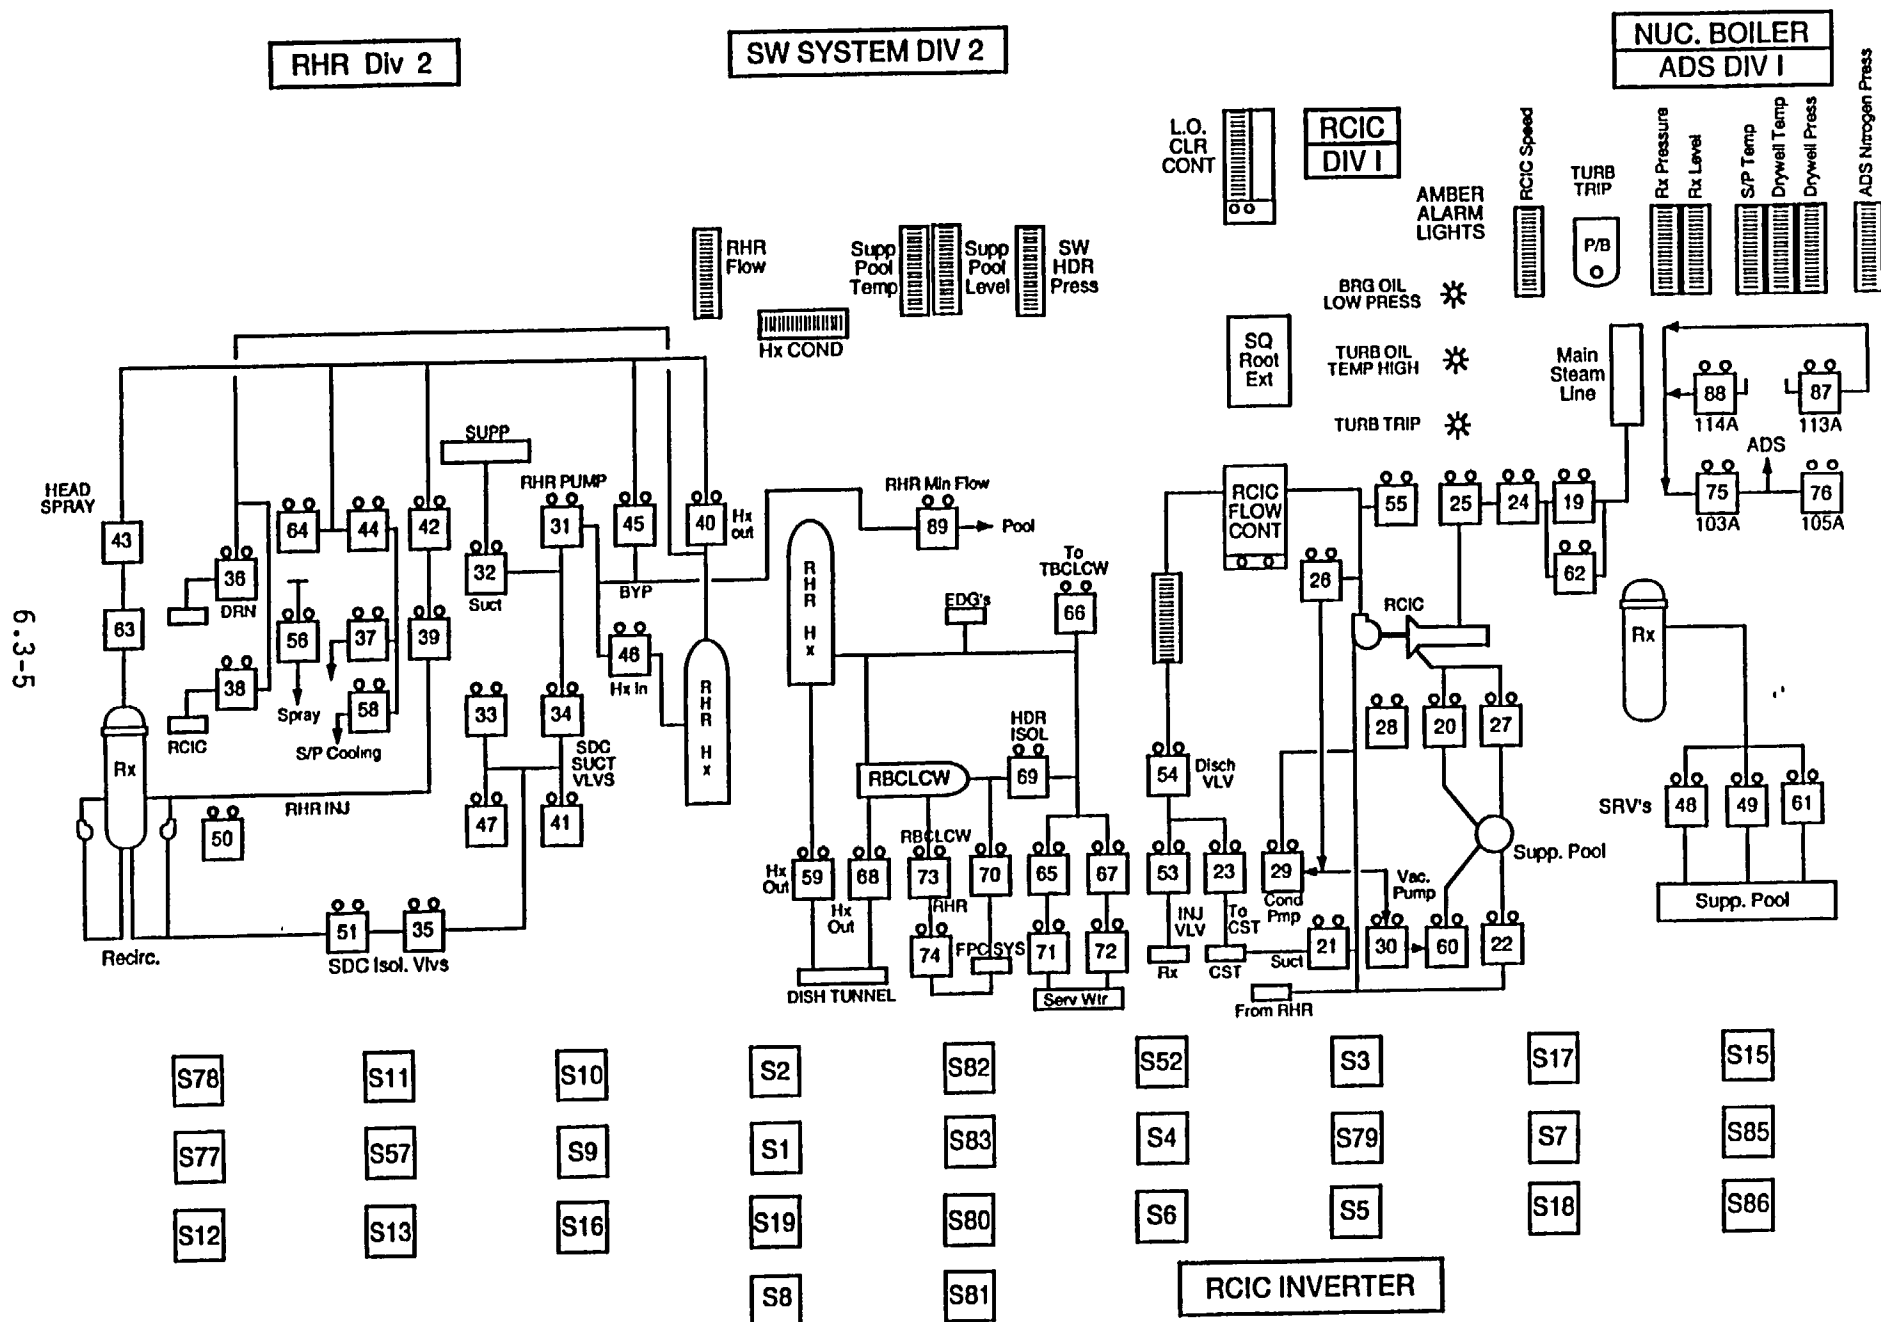 RHR Div 2
SW SYSTEM DIV 2
NUC. BOILER
ADS DIV I
L.O.
CLR
CONT
RCIC
DIV I
AMBER
ALARM
LIGHTS
RCIC Speed
TURB
TRIP
P/B
Rx Pressure
Rx Level
S/P Temp
Drywell Temp
Drywell Press
ADS Nitrogen Press
RHR
Flow
Supp
Pool
Temp
Supp
Pool
Level
SW
HDR
Press
Hx COND
BRG OIL
LOW PRESS
TURB OIL
TEMP HIGH
TURB TRIP
SQ
Root
Ext
Main
Steam
Line
88
114A
87
113A
ADS
75
103A
76
105A
HEAD
SPRAY
43
63
Rx
36
DRN
38
RCIC
64
44
42
56
Spray
37
58
S/P Cooling
39
RHR INJ
50
SUPP
32
Suct
RHR PUMP
31
45
BYP
40
Hx
out
46
Hx In
33
34
SDC
SUCT
VLVS
47
41
RHR Hx
51
35
SDC Isol. Vlvs
Recirc.
RHR Hx
RHR Min Flow
89
Pool
To
TBCLCW
66
EDG's
HDR
ISOL
69
RBCLCW
RBCLCW
Hx
Out
59
68
Hx
Out
73
RHR
74
70
FPC SYS
65
67
71
72
DISH TUNNEL
Serv Wtr
RCIC
FLOW
CONT
55
25
24
19
62
26
RCIC
28
20
27
54
Disch
VLV
53
INJ
VLV
Rx
23
To
CST
CST
29
Cond
Pmp
Suct
21
Vac.
Pump
30
60
22
Supp. Pool
From RHR
Rx
SRV's
48
49
61
Supp. Pool
6.3-5
S78
S11
S10
S2
S82
S52
S3
S17
S15
S77
S57
S9
S1
S83
S4
S79
S7
S85
S12
S13
S16
S19
S80
S6
S5
S18
S86
S8
S81
RCIC INVERTER